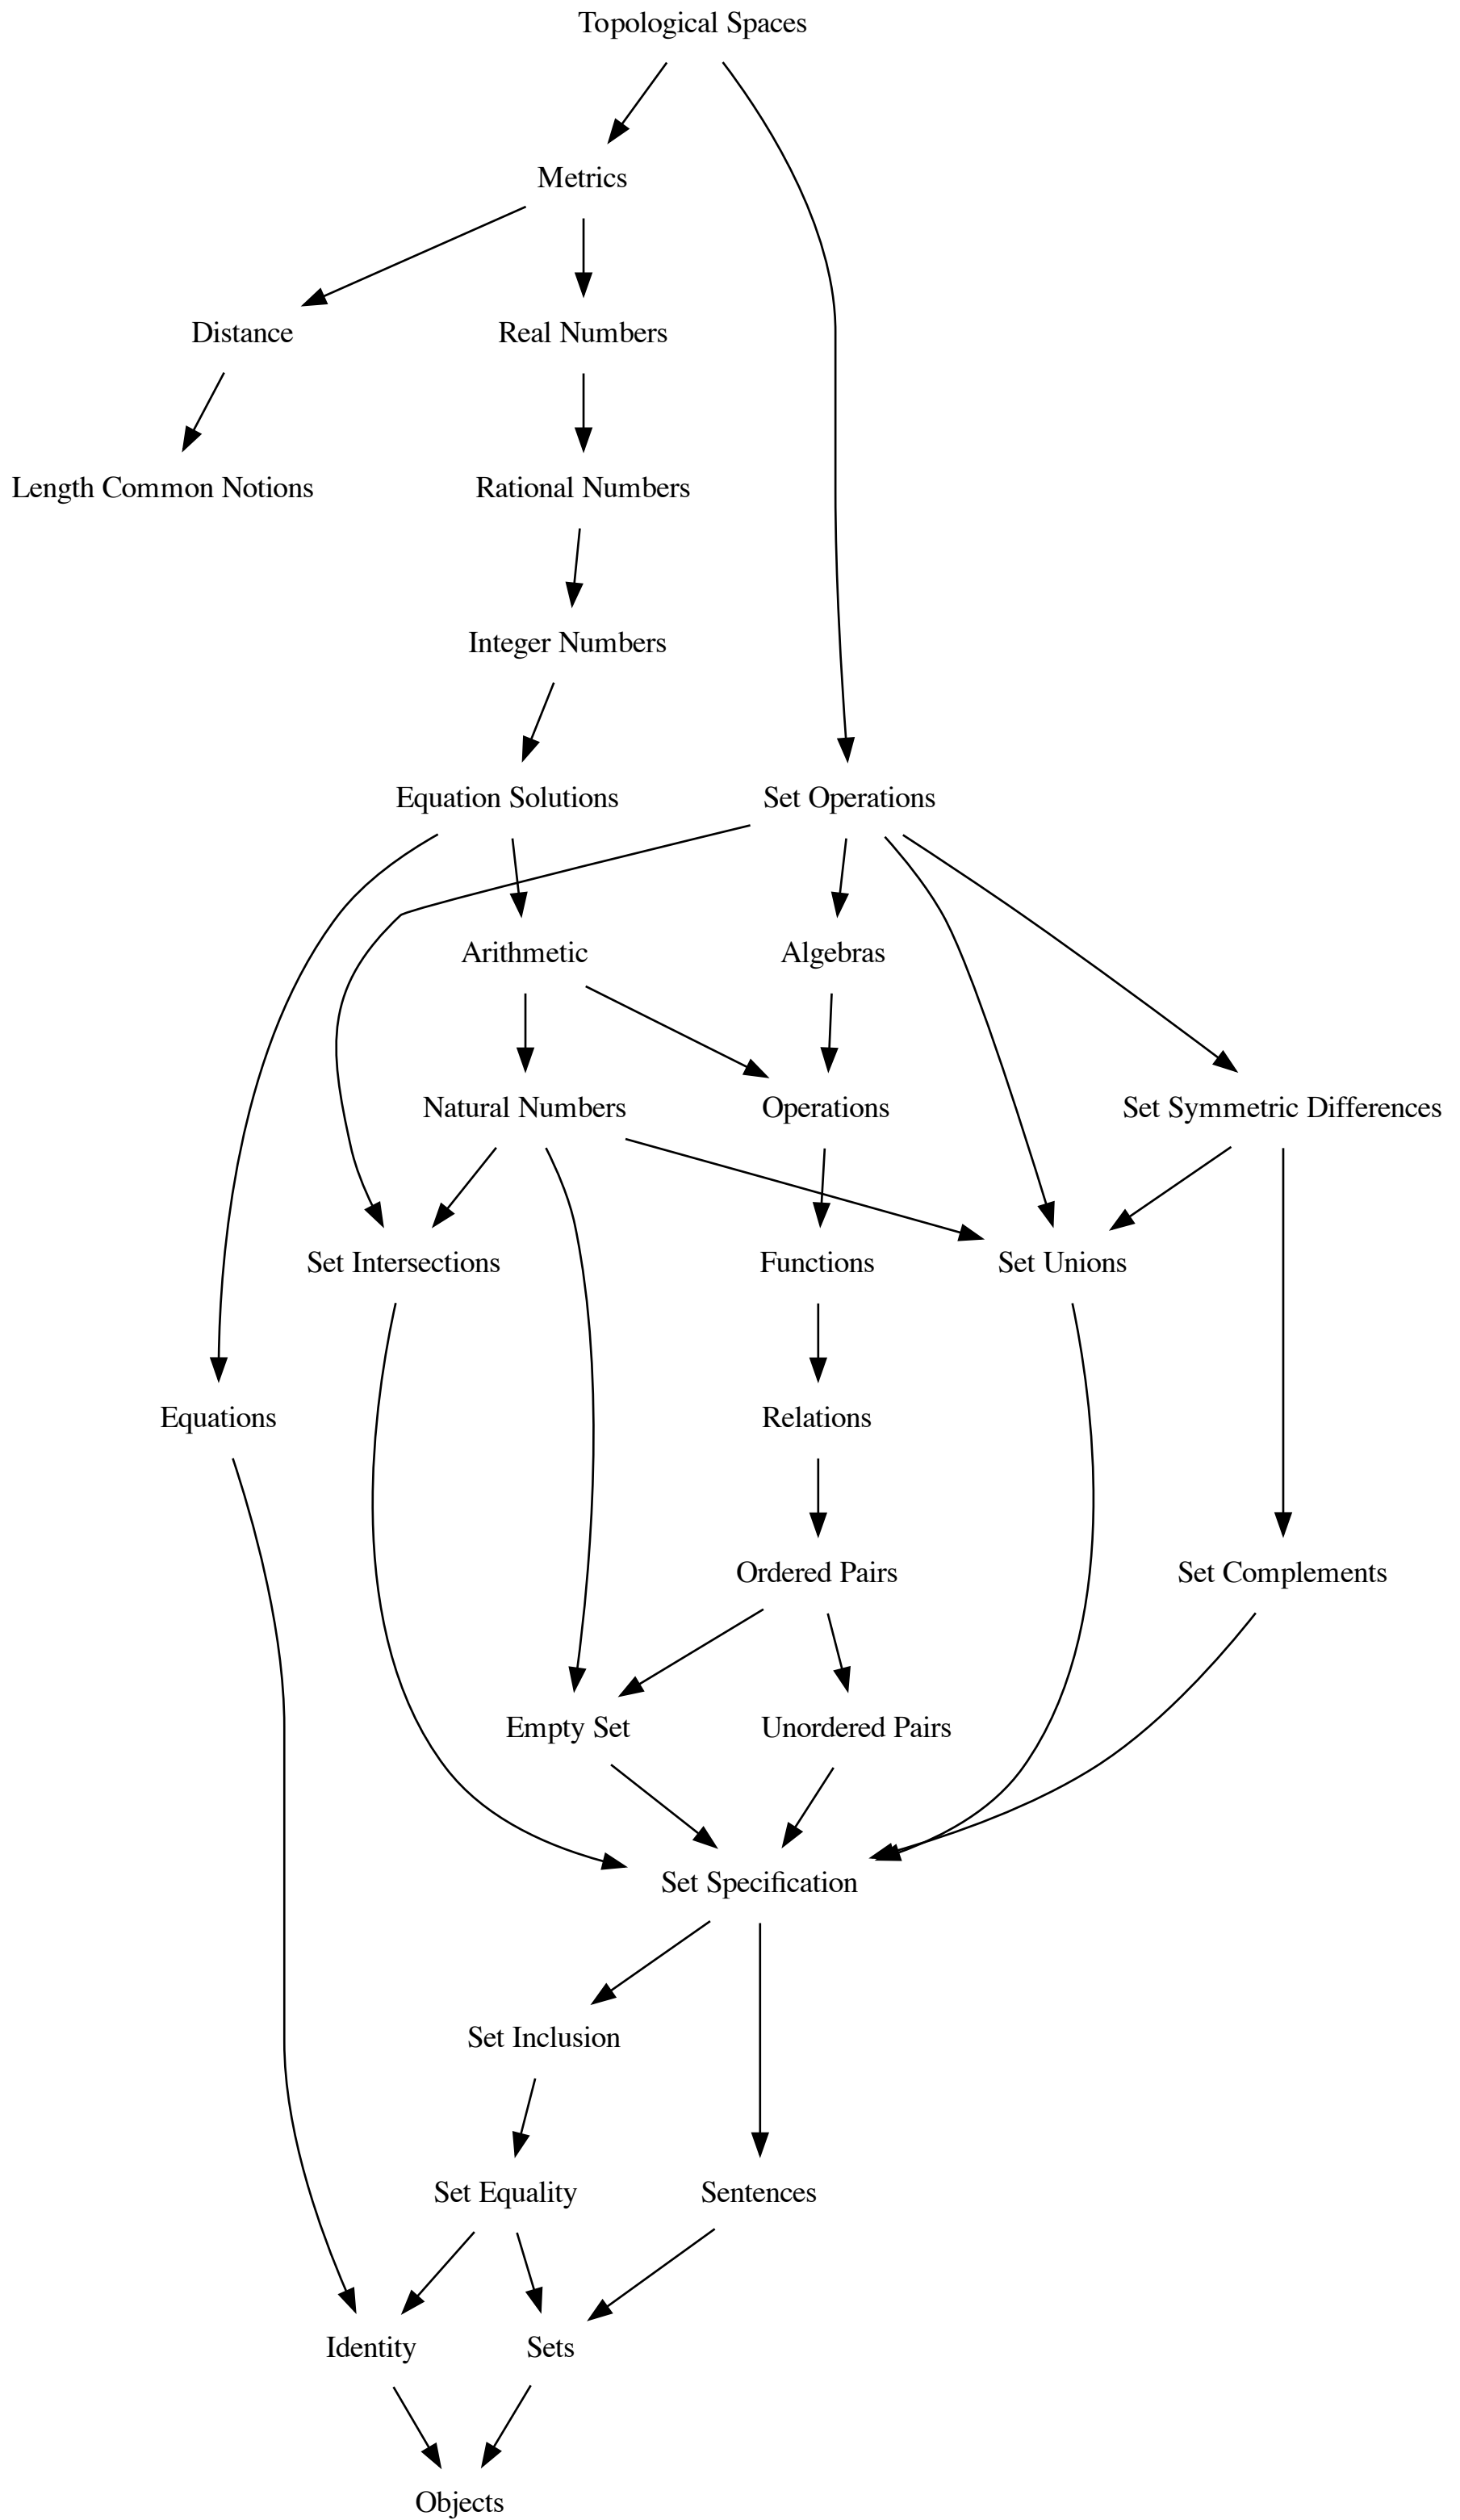 Topological Spaces
Metrics
Distance
Real Numbers
Length Common Notions
Rational Numbers
Integer Numbers
Equation Solutions
Set Operations
Arithmetic
Algebras
Natural Numbers
Operations
Set Symmetric Differences
Set Intersections
Functions
Set Unions
Equations
Relations
Ordered Pairs
Set Complements
Empty Set
Unordered Pairs
Set Specification
Set Inclusion
Set Equality
Sentences
Identity
Sets
Objects